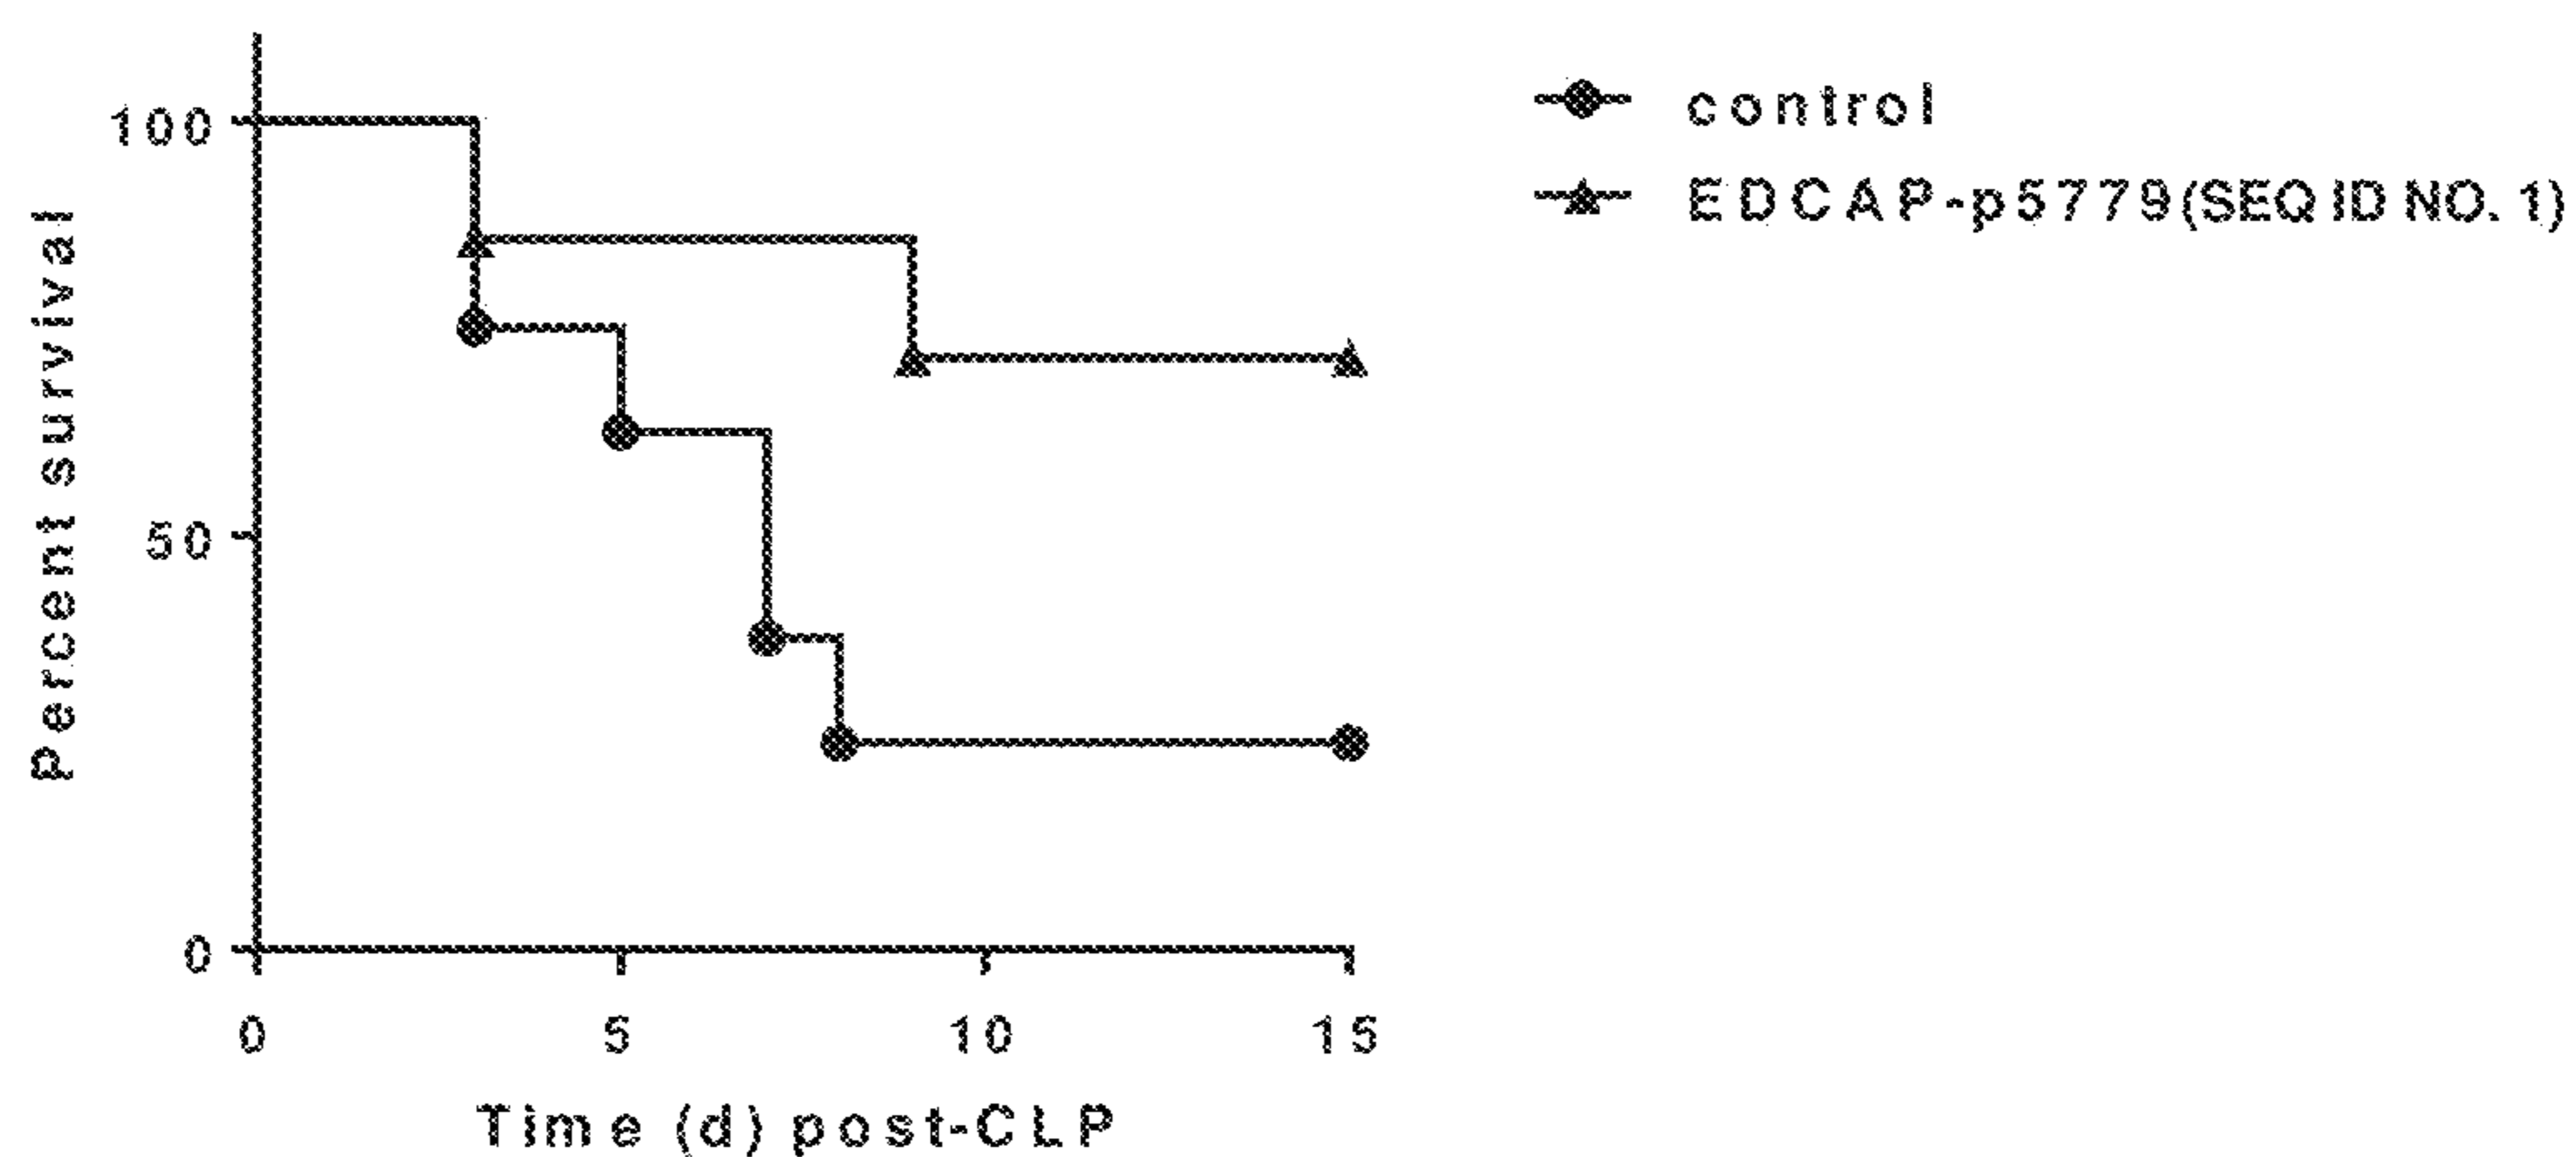 Percent survival
100
50
0
0 5 10 15
Time (d) post-CLP
control
EDCAP-p5779(SEQ ID NO. 1)